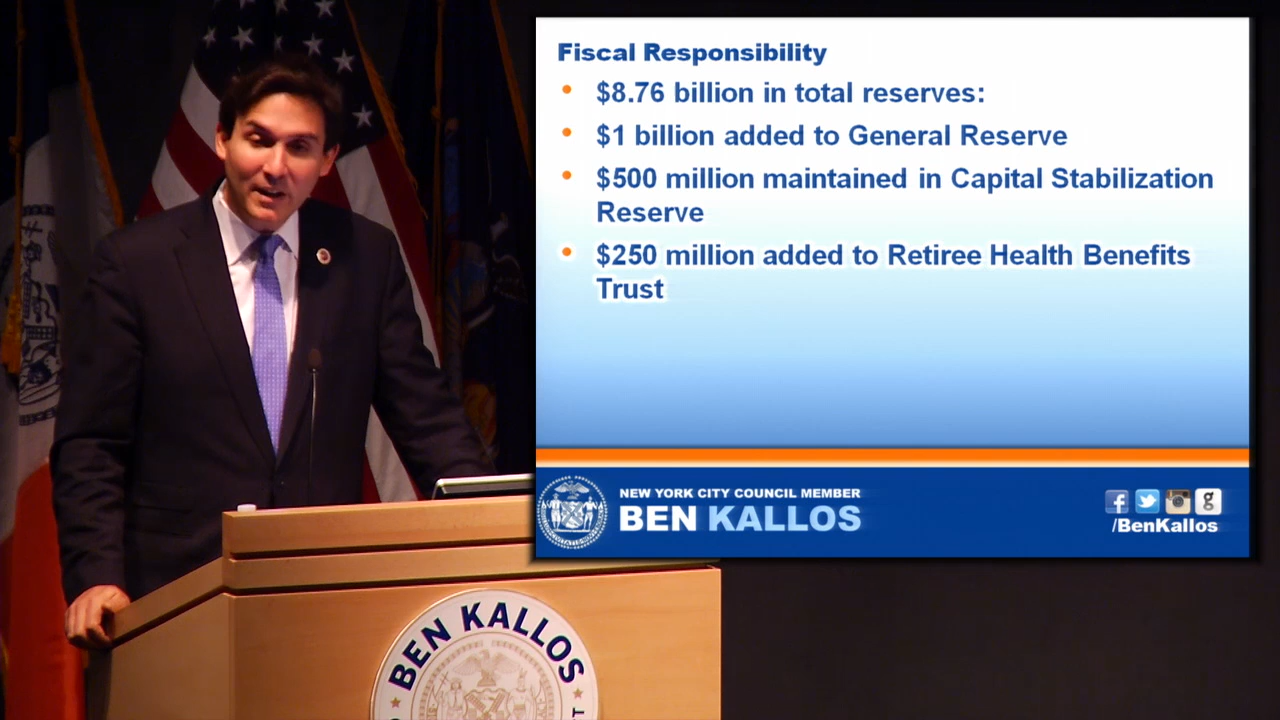 Fiscal Responsibility
• $8.76 billion in total reserves:
• $1 billion added to General Reserve
• $500 million maintained in Capital Stabilization
Reserve
• $250 million added to Retiree Health Benefits
Trust
NEW YORK CITY COUNCIL MEMBER
BEN KALLOS
/BenKallos
BEN KALLOS